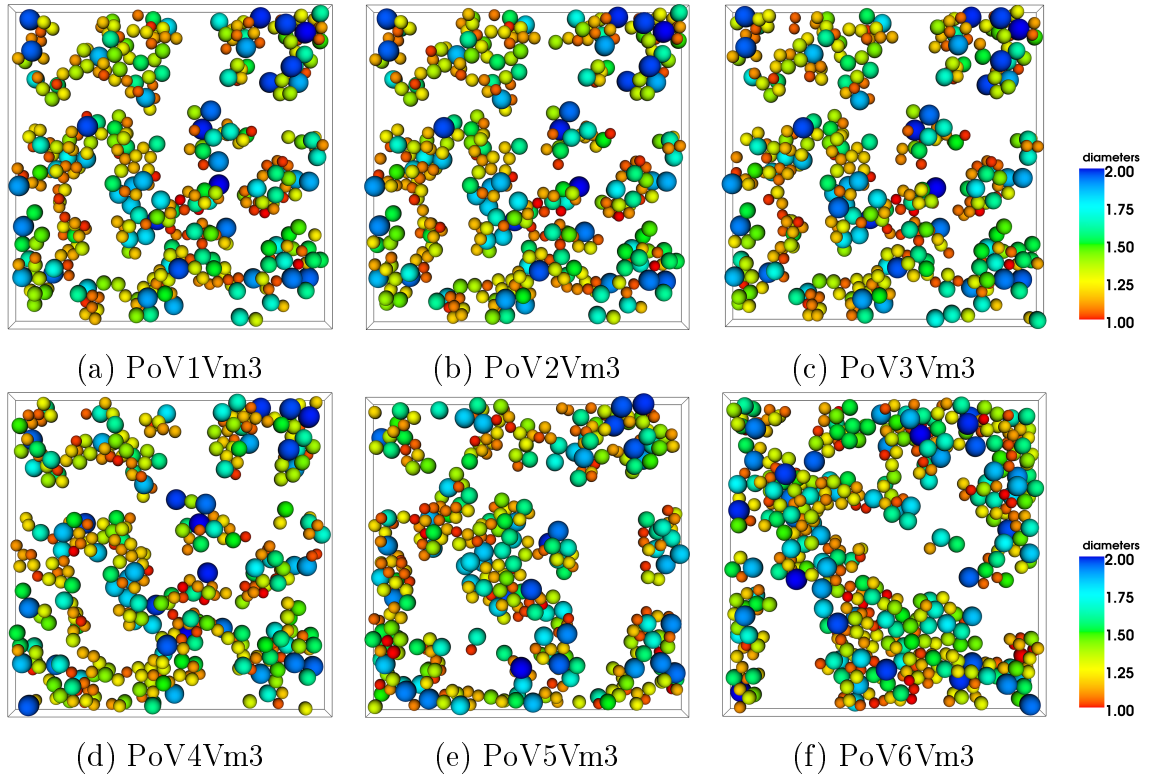 diameters
2.00
1.75
1.50
1.25
1.00
(a) PoV1Vm3
(b) PoV2Vm3
(c) PoV3Vm3
diameters
2.00
1.75
1.50
1.25
1.00
(d) PoV4Vm3
(e) PoV5Vm3
(f) PoV6Vm3